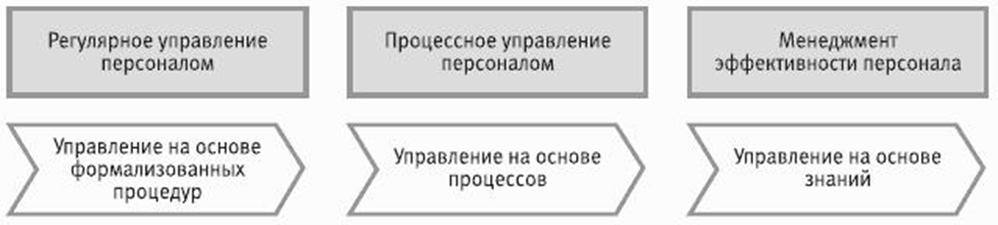 Регулярное управление
персоналом
Процессное управление
персоналом
Менеджмент
эффективности персонала
Управление на основе
формализованных
процедур
Управление на основе
процессов
Управление на основе
знаний